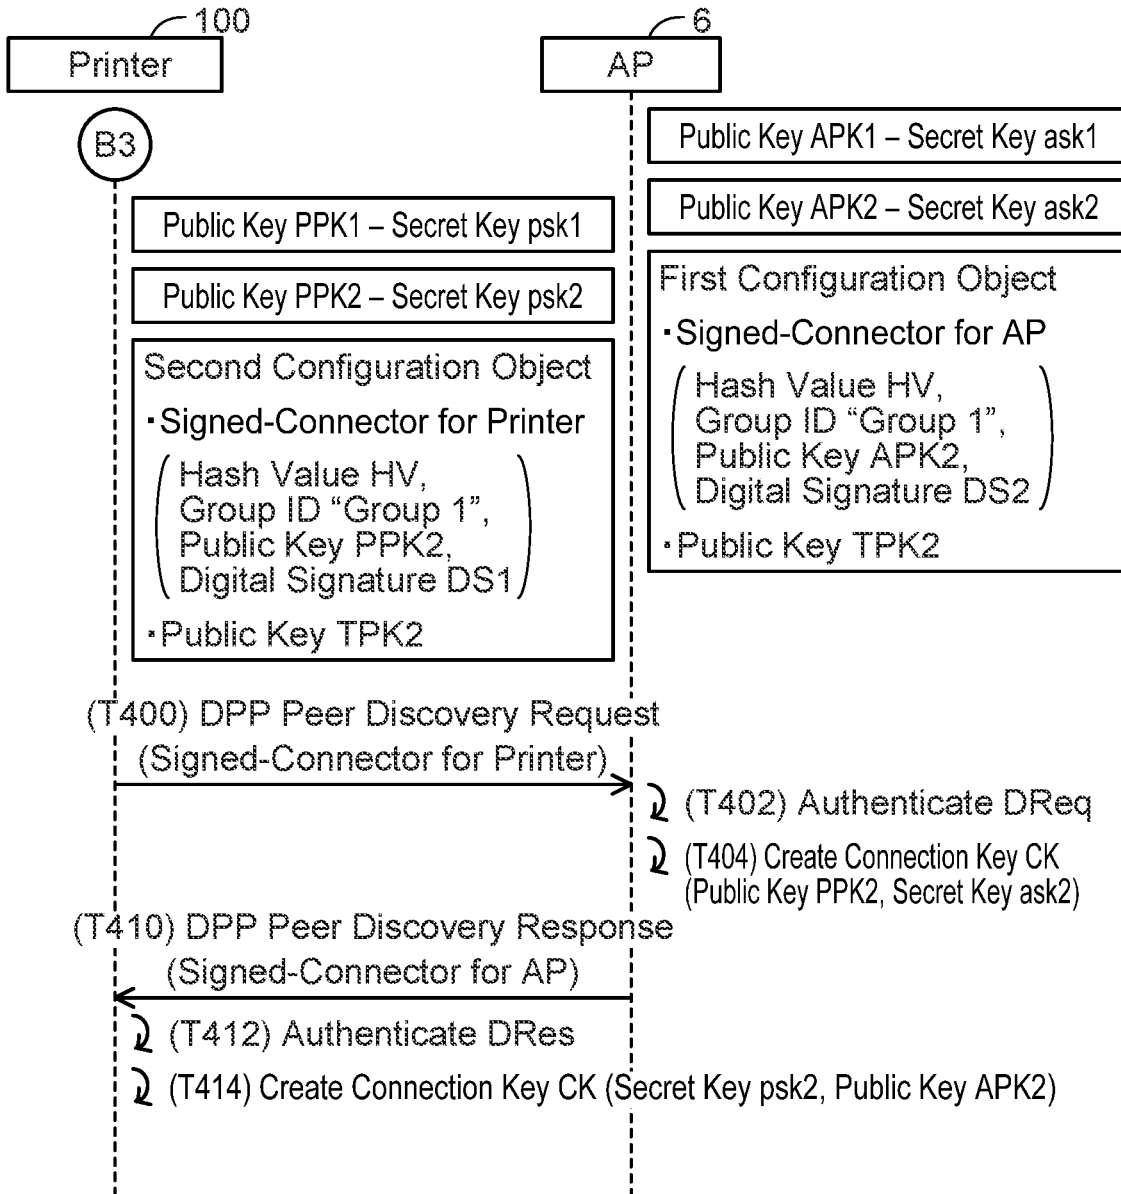 100
6
Printer
AP
B3
Public Key APK1 – Secret Key ask1
Public Key APK2 – Secret Key ask2
Public Key PPK1 – Secret Key psk1
Public Key PPK2 – Secret Key psk2
First Configuration Object
・Signed-Connector for AP
Hash Value HV,
Group ID “Group 1”,
Public Key APK2,
Digital Signature DS2
・Public Key TPK2
Second Configuration Object
・Signed-Connector for Printer
Hash Value HV,
Group ID “Group 1”,
Public Key PPK2,
Digital Signature DS1
・Public Key TPK2
(T400) DPP Peer Discovery Request
(Signed-Connector for Printer)
(T402) Authenticate DReq
(T404) Create Connection Key CK
(Public Key PPK2, Secret Key ask2)
(T410) DPP Peer Discovery Response
(Signed-Connector for AP)
(T412) Authenticate DRes
(T414) Create Connection Key CK (Secret Key psk2, Public Key APK2)